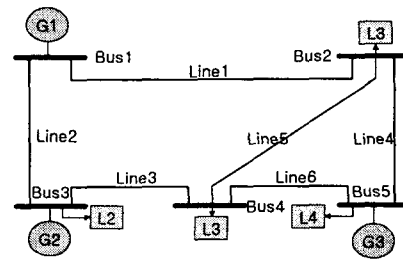 G1
L3
Bus1
Bus2
Line1
Line2
Line5
Line4
Bus3
Line3
Line6
Bus5
L2
L3
Bus4
L4
G2
G3